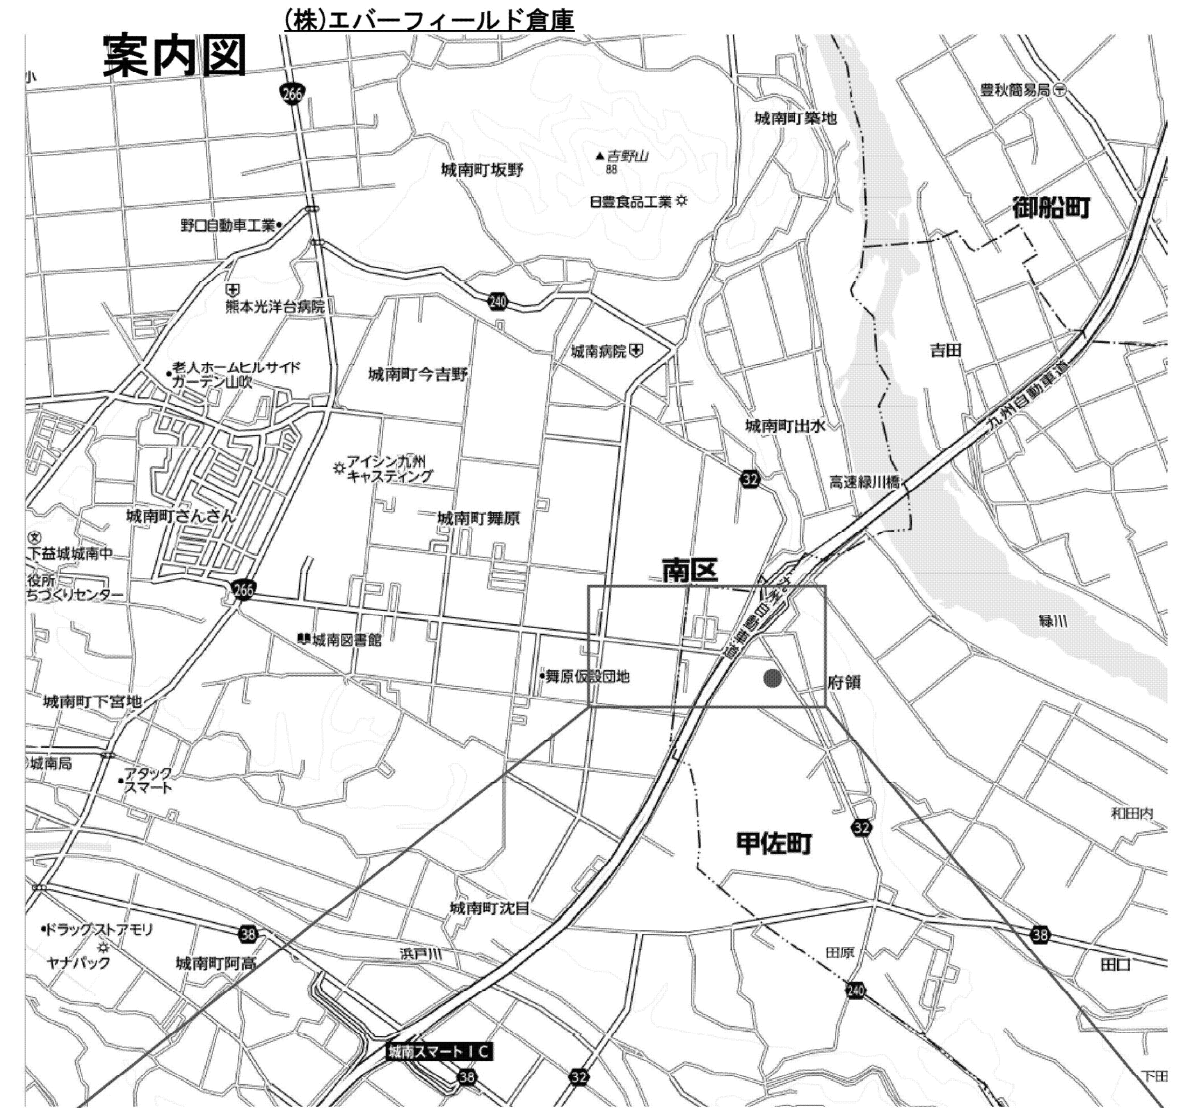 (株)エバーフィールド倉庫
案内図
小
266
豊秋簡易局
城南町築地
吉野山
88
城南町坂野
日豊食品工業
御船町
野口自動車工業
熊本光洋台病院
240
城南病院
吉田
老人ホームヒルサイド
ガーデン山吹
城南町今吉野
九州自動車道
城南町出水
アイシン九州
キャスティング
32
高速緑川橋
城南町さんさん
城南町舞原
文
下益城城南中
役所
ちづくりセンター
266
南区
九州自動車道
緑川
城南図書館
舞原仮設団地
府領
城南町下宮地
城南局
アタック
スマート
和田内
32
甲佐町
城南町沈目
ドラッグストアモリ
ヤナパック
38
城南町阿高
浜戸川
38
田原
田口
240
城南スマートIC
38
32
下田